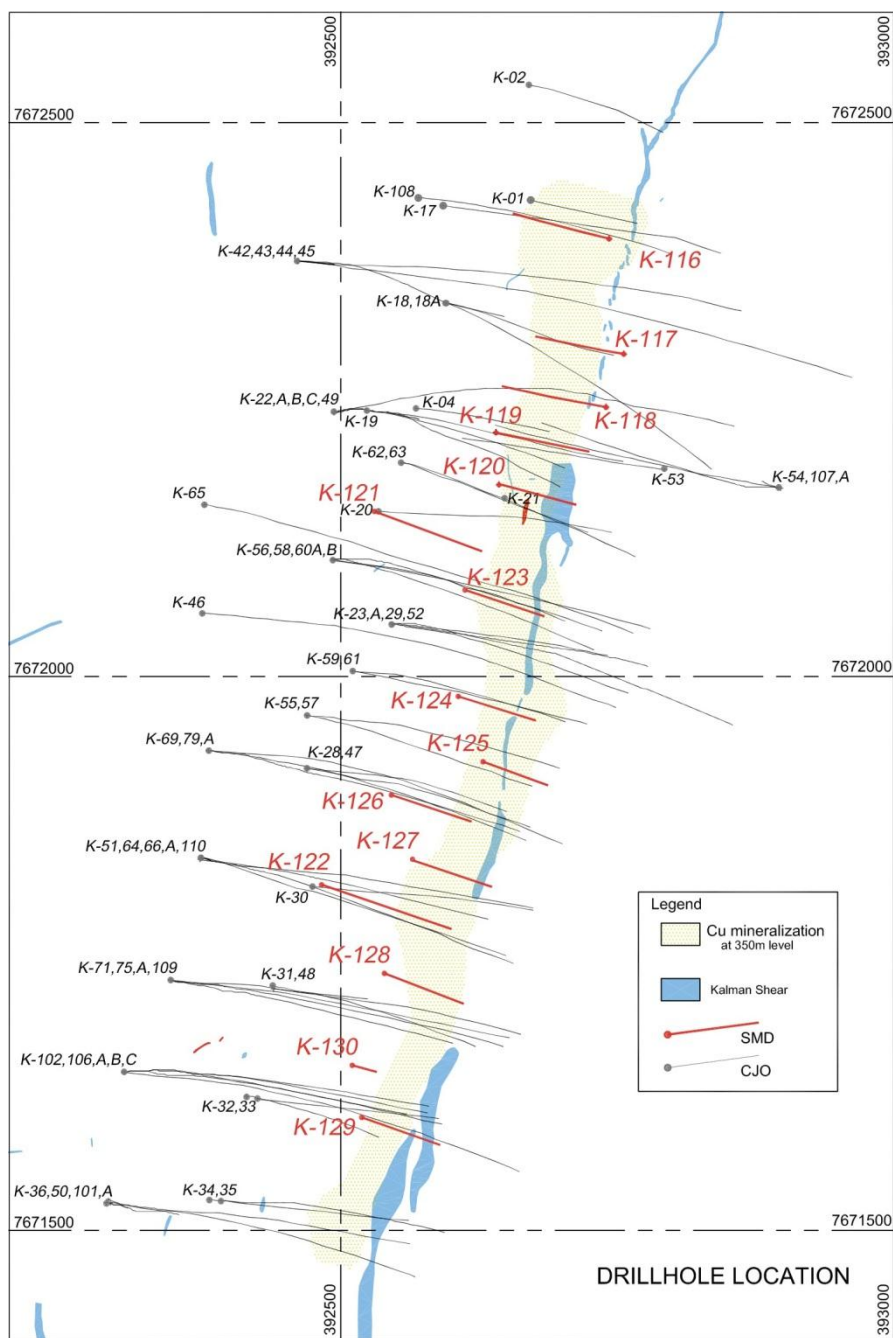 392500
393000
K-02
7672500
7672500
K-108
K-01
K-17
K-116
K-42,43,44,45
K-18,18A
K-117
K-22,A,B,C,49
K-04
K-19
K-119
K-118
K-62,63
K-120
K-53
K-54,107,A
K-65
K-121
K-21
K-20
K-56,58,60A,B
K-123
K-46
K-23,A,29,52
K-59,61
7672000
7672000
K-124
K-55,57
K-125
K-69,79,A
K-28,47
K-126
K-127
K-51,64,66,A,110
K-122
K-30
Legend
Cu mineralization
at 350m level
K-128
K-71,75,A,109
K-31,48
Kalman Shear
SMD
K-130
CJO
K-102,106,A,B,C
K-32,33
K-129
K-36,50,101,A
K-34,35
7671500
7671500
DRILLHOLE LOCATION
392500
393000